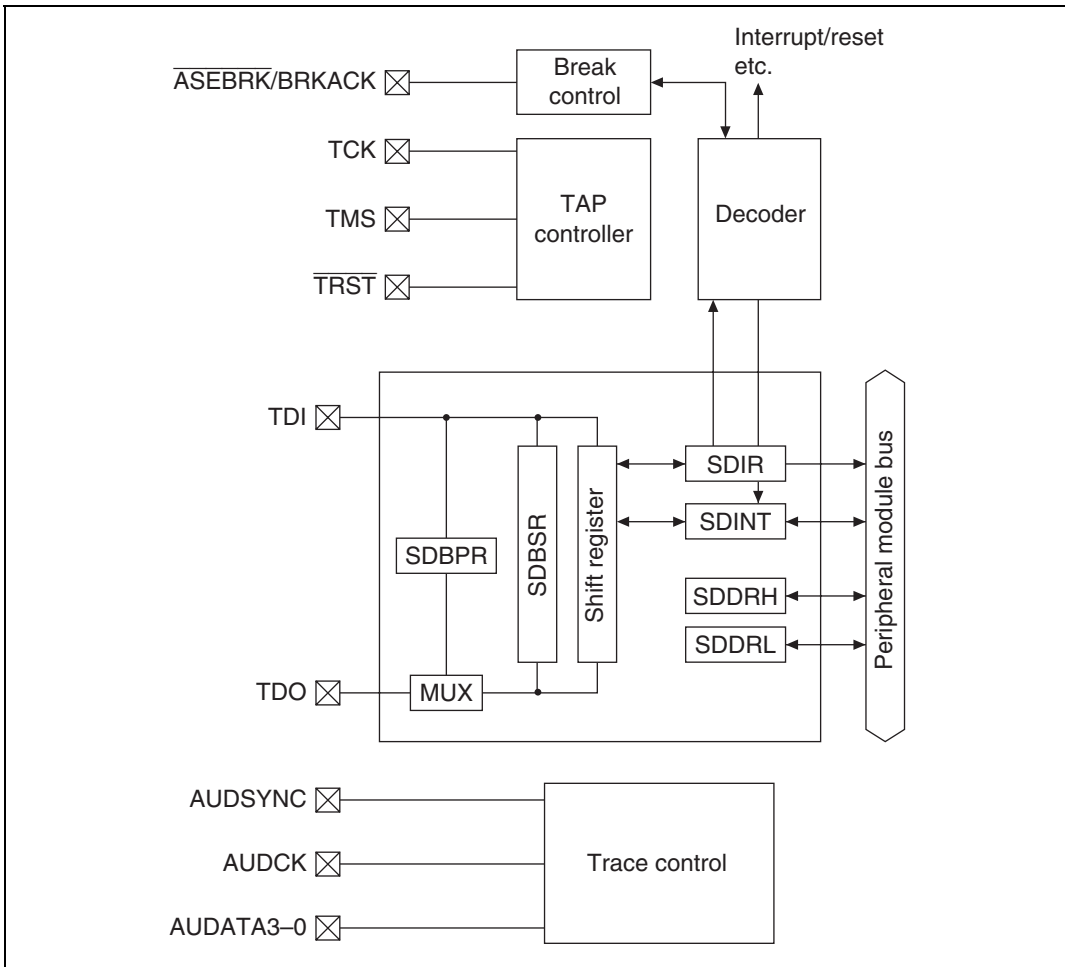 Interrupt/reset
etc.
ASEBRK/BRKACK
Break
control
TCK
TMS
TRST
TAP
controller
Decoder
TDI
SDBPR
SDBSR
Shift register
SDIR
SDINT
SDDRH
SDDRL
Peripheral module bus
TDO
MUX
AUDSYNC
AUDCK
AUDATA3–0
Trace control